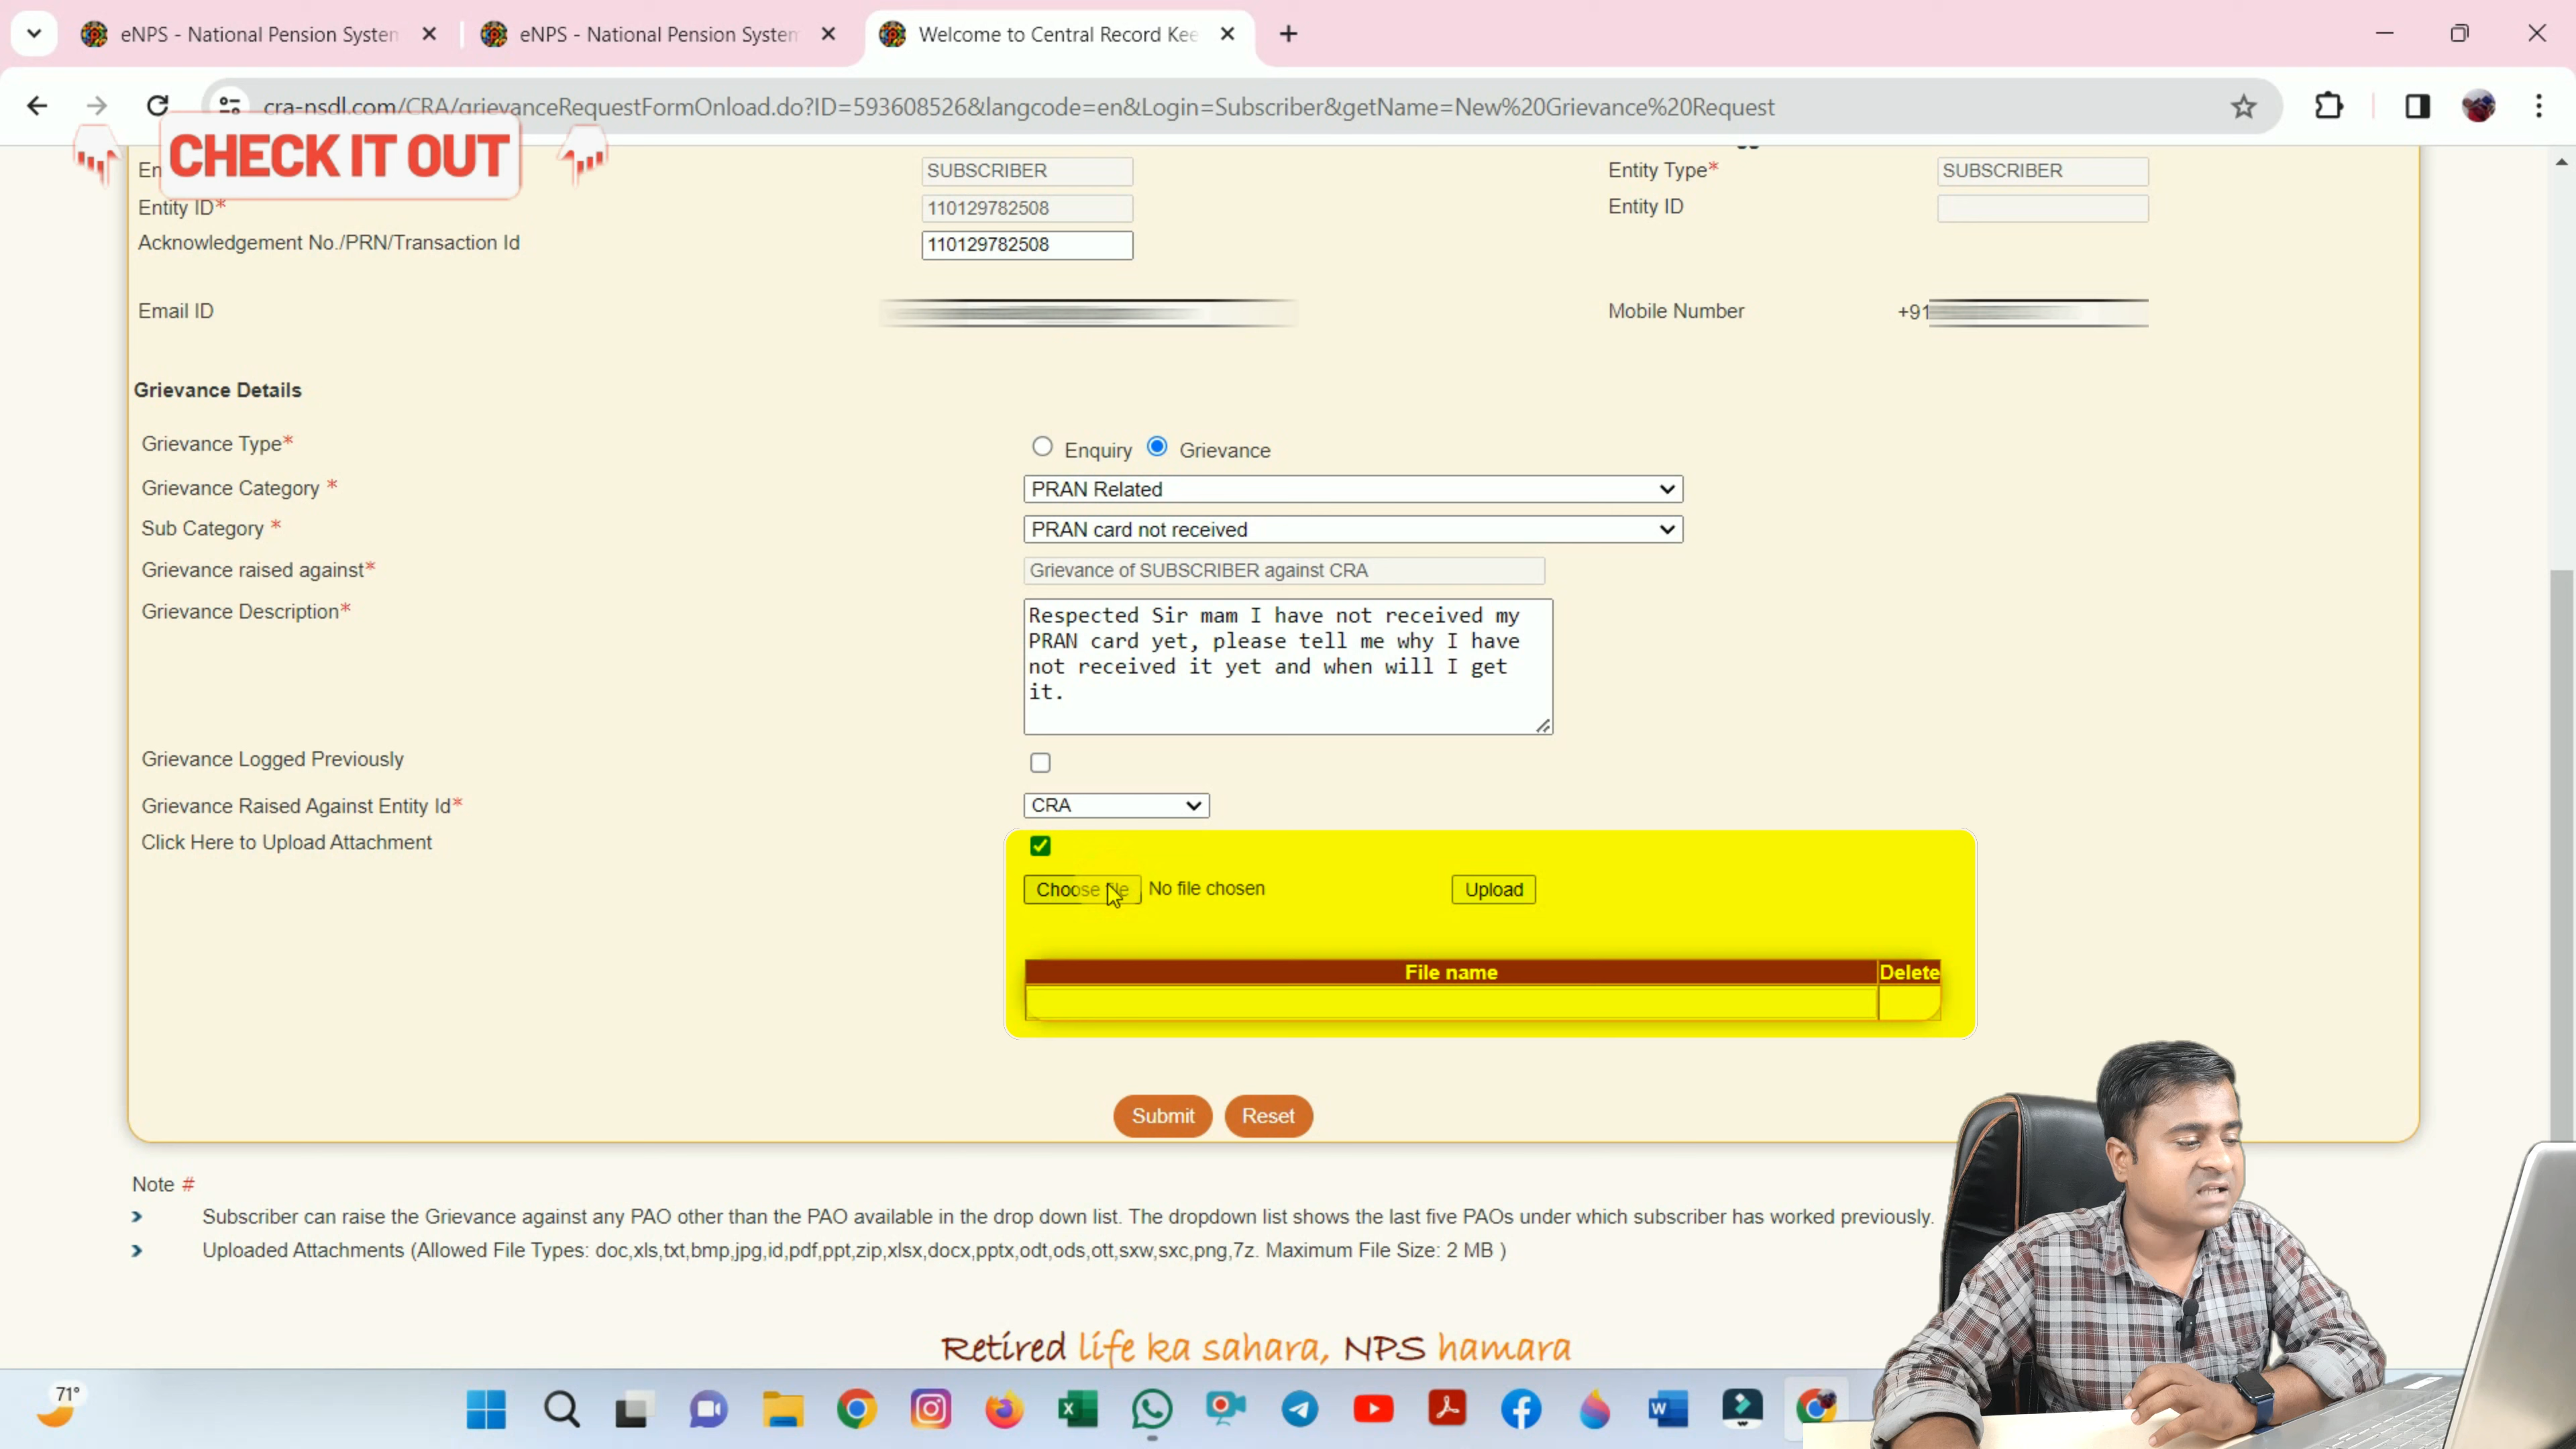 eNPS - National Pension System
eNPS - National Pension System
Welcome to Central Record Kee
cra-nsdl.com/CRA/grievanceRequestFormOnload.do?ID=593608526&langcode=en&Login=Subscriber&getName=New%20Grievance%20Request
CHECK IT OUT
En
SUBSCRIBER
Entity Type*
SUBSCRIBER
Entity ID*
110129782508
Entity ID
Acknowledgement No./PRN/Transaction Id
110129782508
Email ID
Mobile Number
+91
Grievance Details
Grievance Type*
Enquiry
Grievance
Grievance Category *
PRAN Related
Sub Category *
PRAN card not received
Grievance raised against*
Grievance of SUBSCRIBER against CRA
Grievance Description*
Respected Sir mam I have not received my
PRAN card yet, please tell me why I have
not received it yet and when will I get
it.
Grievance Logged Previously
Grievance Raised Against Entity Id*
CRA
Click Here to Upload Attachment
Choose file
No file chosen
Upload
File name
Delete
Submit
Reset
Note #
Subscriber can raise the Grievance against any PAO other than the PAO available in the drop down list. The dropdown list shows the last five PAOs under which subscriber has worked previously.
Uploaded Attachments (Allowed File Types: doc,xls,txt,bmp,jpg,id,pdf,ppt,zip,xlsx,docx,pptx,odt,ods,ott,sxw,sxc,png,7z. Maximum File Size: 2 MB )
Retired life ka sahara, NPS hamara
71°